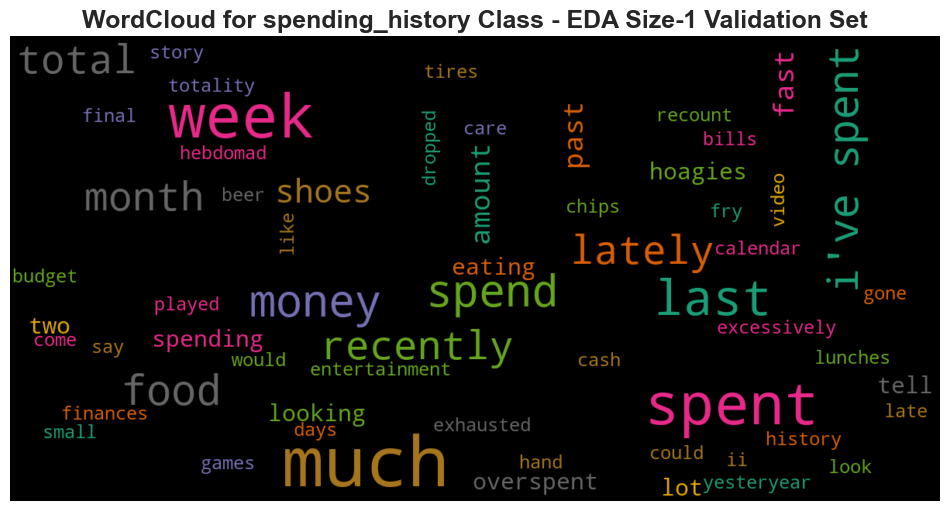 WordCloud for spending_history Class - EDA Size-1 Validation Set
total
story
totality
final
week
hebdomad
tires
dropped
care
past
recount
bills
fast
i've spent
month
beer
shoes
like
amount
hoagies
chips
fry
video
lately
calendar
budget
eating
money
spend
last
gone
played
two
come
say
spending
recently
would
entertainment
excessively
cash
lunches
food
finances
small
looking
days
exhausted
spent
tell
late
history
games
much
hand
overspent
could
ii
lot
yesteryear
look